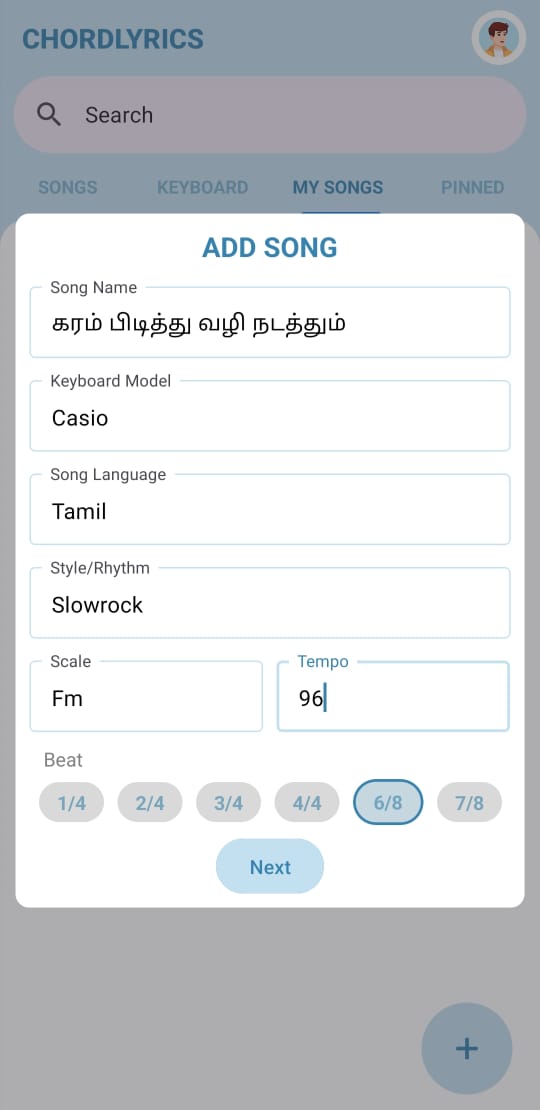 CHORDLYRICS
Search
SONGS KEYBOARD MY SONGS PINNED
ADD SONG
Song Name
கரம் பிடித்து வழி நடத்தும்
Keyboard Model
Casio
Song Language
Tamil
Style/Rhythm
Slowrock
Scale Tempo
Fm 96
Beat
1/4 2/4 3/4 4/4 6/8 7/8
Next
+